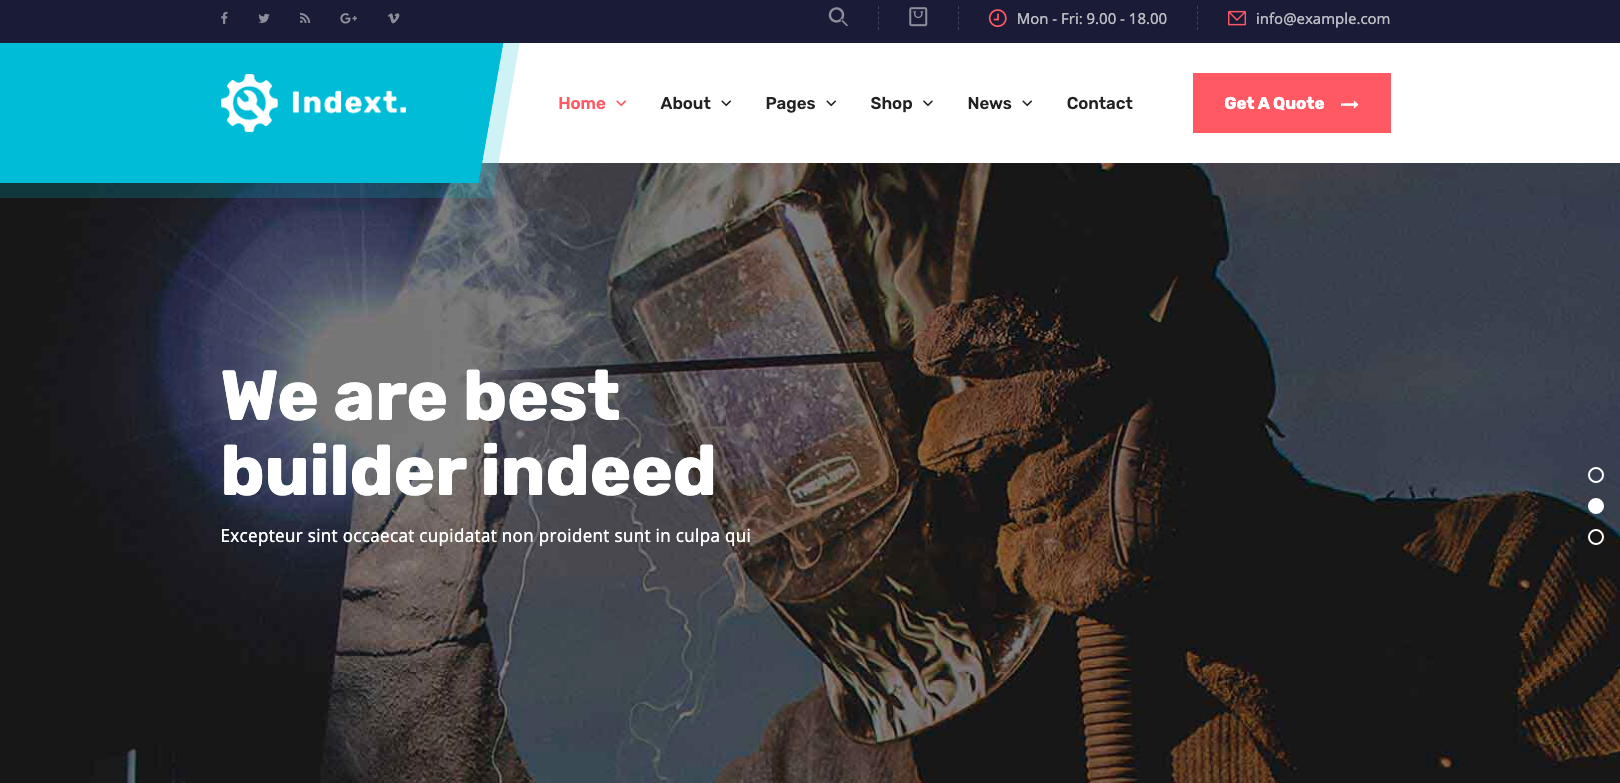 Mon - Fri: 9.00 - 18.00
info@example.com
Indext.
Home
About
Pages
Shop
News
Contact
Get A Quote
We are best
builder indeed
Excepteur sint occaecat cupidatat non proident sunt in culpa qui